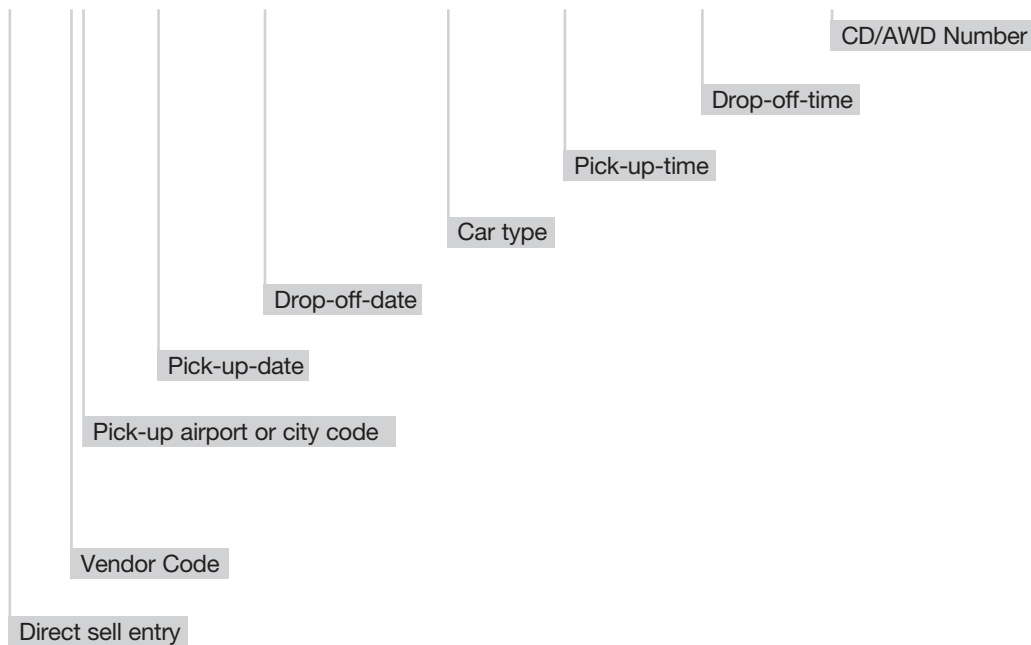 CD/AWD Number
Drop-off-time
Pick-up-time
Car type
Drop-off-date
Pick-up-date
Pick-up airport or city code
Vendor Code
Direct sell entry